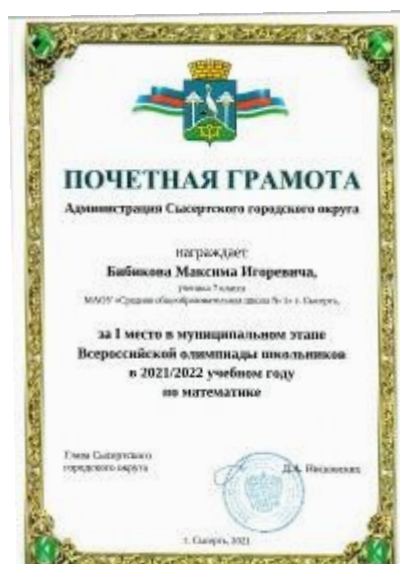 ПОЧЕТНАЯ ГРАМОТА
Администрация Сысертского городского округа
награждает
Бабикова Максима Игоревича,
ученика 7 класса
МАОУ «Средняя общеобразовательная школа № 1» г. Сысерть,
за I место в муниципальном этапе
Всероссийской олимпиады школьников
в 2021/2022 учебном году
по математике
Глава Сысертского
городского округа
Д.А. Нисковских
г. Сысерть, 2021